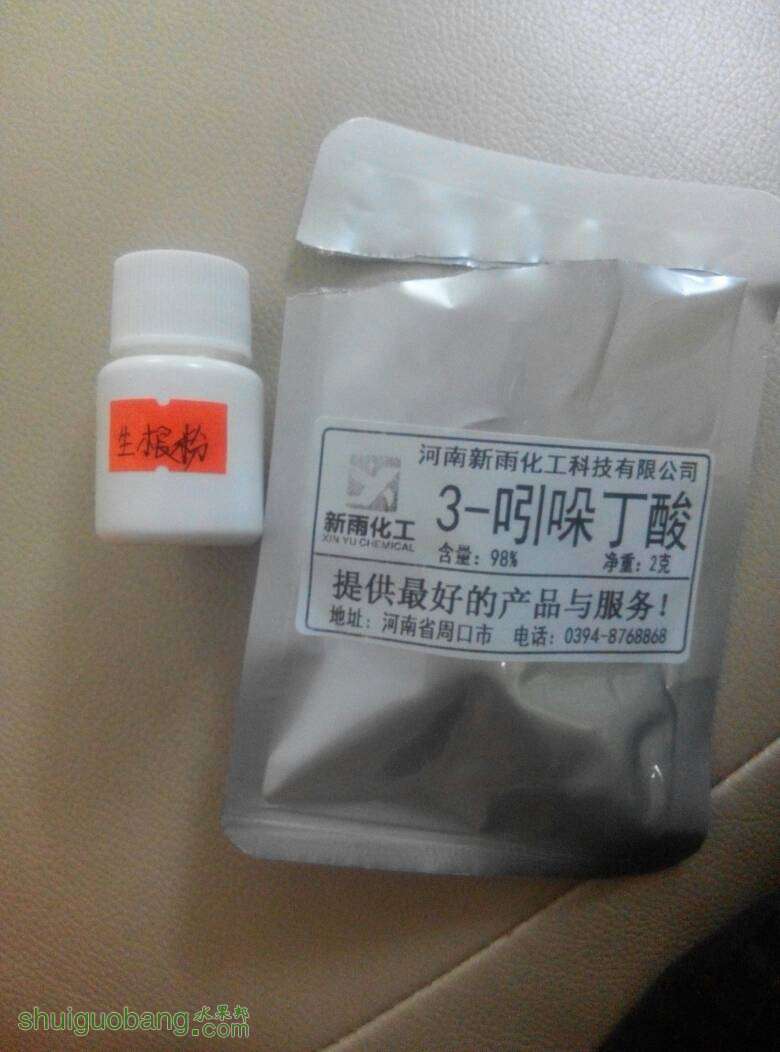 生根粉
河南新雨化工科技有限公司
新雨化工
XIN YU CHEMICAL
3-吲哚丁酸
含量：98% 净重：2克
提供最好的产品与服务！
地址：河南省周口市 电话：0394-8768868
shuiguobang.com
水果邦